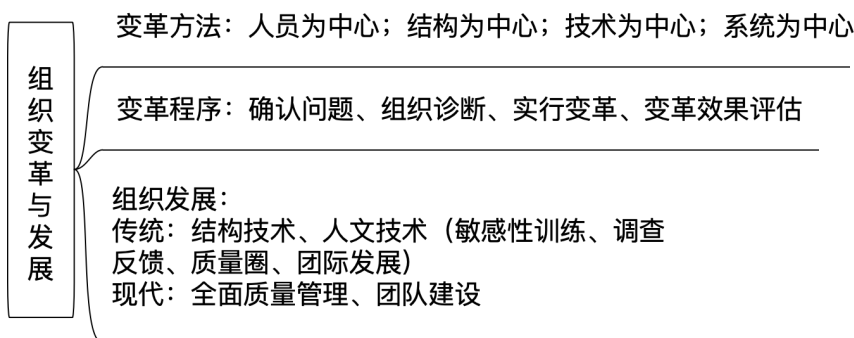 组织变革与发展
变革方法：人员为中心；结构为中心；技术为中心；系统为中心
变革程序：确认问题、组织诊断、实行变革、变革效果评估
组织发展：
传统：结构技术、人文技术（敏感性训练、调查
反馈、质量圈、团际发展）
现代：全面质量管理、团队建设